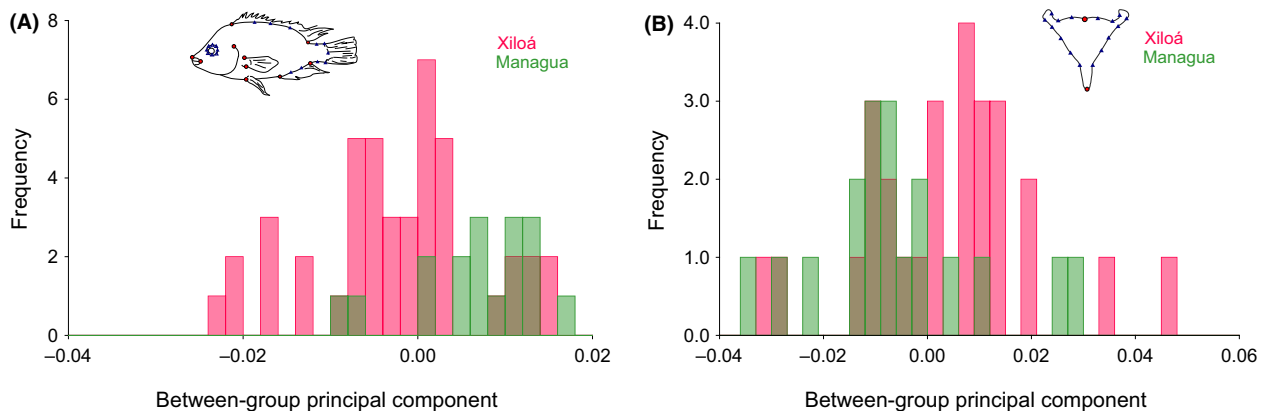 (A)
Xiloá
Managua
Frequency
8
6
4
2
0
–0.04
–0.02
0.00
0.02
Between-group principal component
(B)
Xiloá
Managua
Frequency
4.0
3.0
2.0
1.0
0.0
–0.04
–0.02
0.00
0.02
0.04
0.06
Between-group principal component